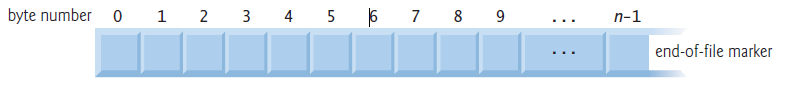 byte number 0 1 2 3 4 5 6 7 8 9 ... n-1
... end-of-file marker